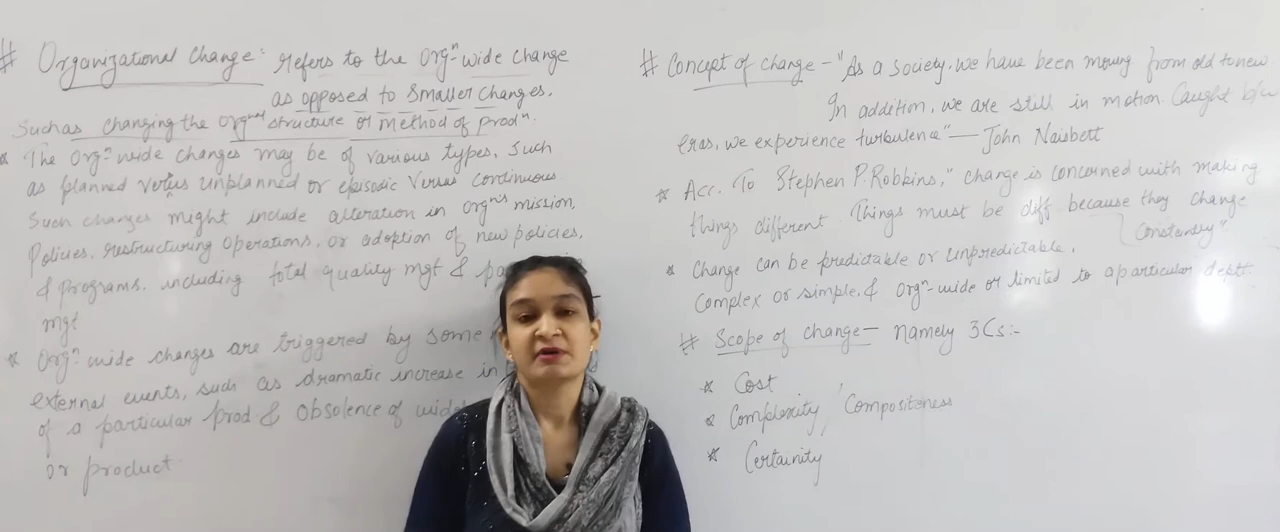 # Organizational Change: refers to the Orgⁿ-wide change
as opposed to smaller changes.
Such as changing the orgⁿᵃˡ structure or method of prodⁿ.
* The orgⁿ-wide changes may be of various types, such
as planned versus unplanned or episodic versus continuous.
Such changes might include alteration in orgⁿ's mission,
policies, restructuring operations, or adoption of new policies,
& programs, including total quality mgt &
mgt
* Orgⁿ-wide changes are triggered by some
external events, such as dramatic increase in
of a particular prod & obsolence of
or product
# Concept of change - "As a society, we have been moving from old to new
In addition, we are still in motion Caught b/w
eras, we experience turbulence" — John Naisbett
* Acc. To Stephen P. Robbins, "change is concerned with making
things different Things must be diff because they change
constantly"
* Change can be predictable or unpredictable,
complex or simple, & orgⁿ-wide or limited to a particular deptt.
# Scope of change - namely 3Cs:-
* Cost
* Complexity, Compositeness
* Certainity